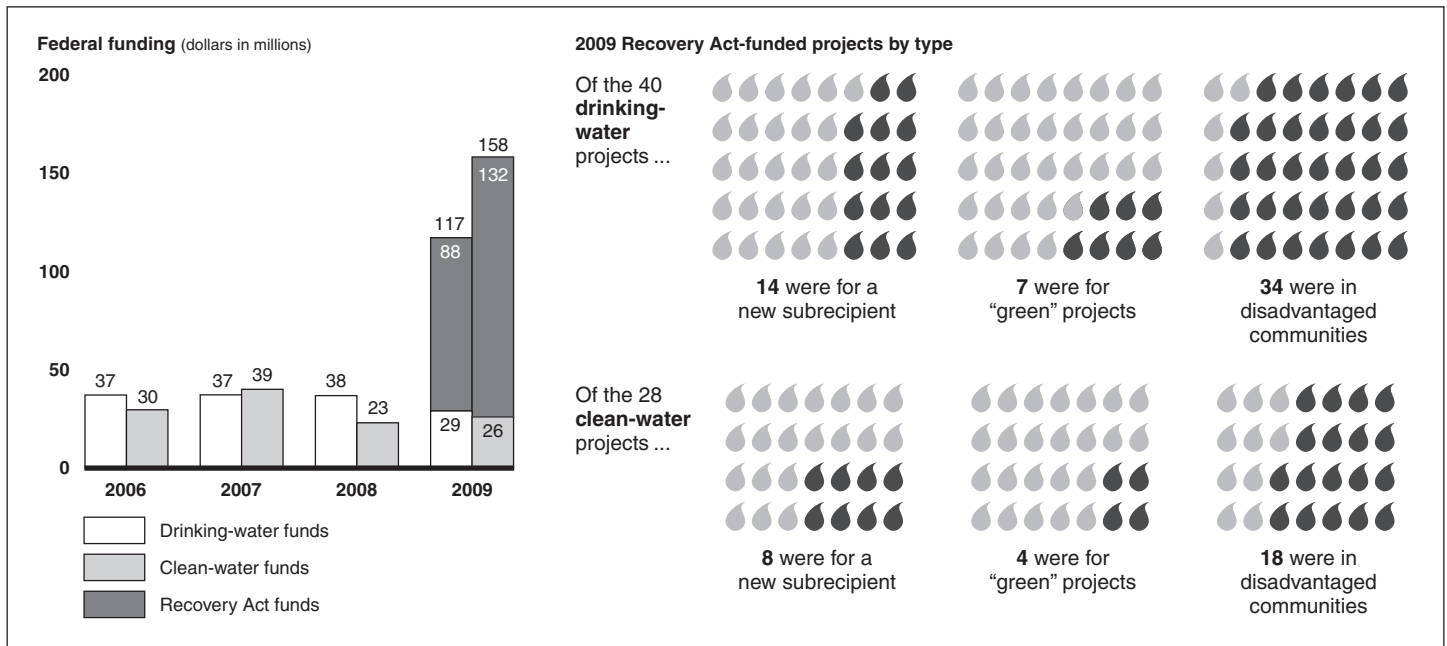 Federal funding (dollars in millions)
200
150
100
50
0
37
30
37
39
38
23
117
88
29
158
132
26
2006
2007
2008
2009
Drinking-water funds
Clean-water funds
Recovery Act funds
2009 Recovery Act-funded projects by type
Of the 40
drinking-
water
projects ...
14 were for a
new subrecipient
7 were for
“green” projects
34 were in
disadvantaged
communities
Of the 28
clean-water
projects ...
8 were for a
new subrecipient
4 were for
“green” projects
18 were in
disadvantaged
communities